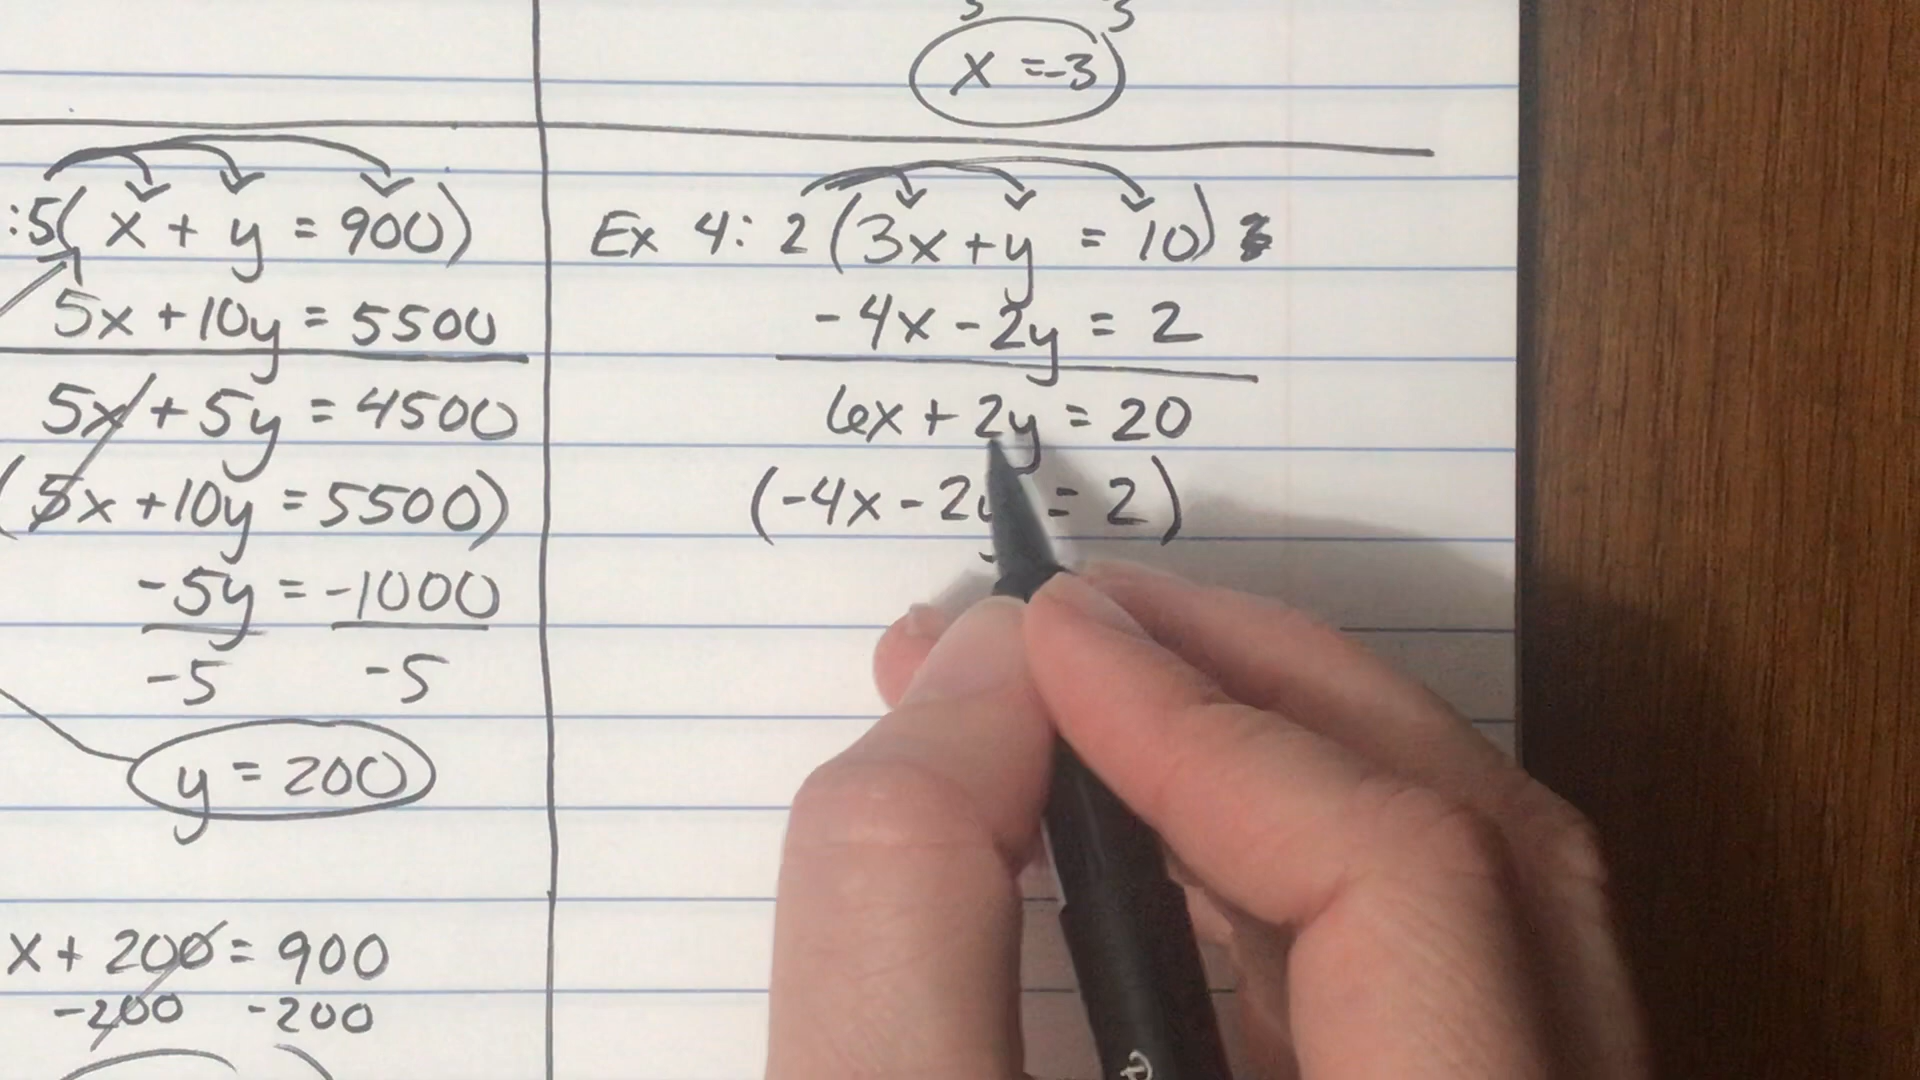 x = -3
:5( x + y = 900)
5x + 10y = 5500
5x + 5y = 4500
(5x + 10y = 5500)
-5y = -1000
-5 -5
y = 200
x + 200 = 900
-200 -200
Ex 4: 2 (3x + y = 10)
-4x - 2y = 2
6x + 2y = 20
(-4x - 2y = 2)